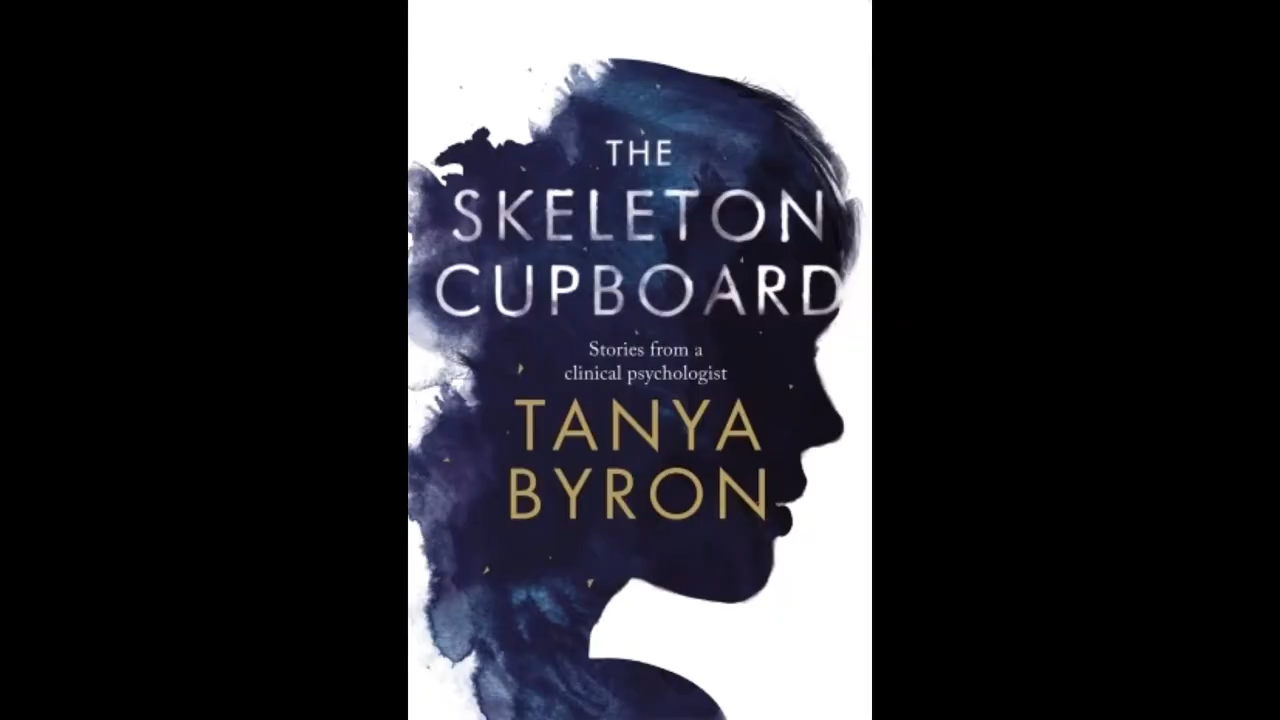 THE
SKELETON
CUPBOARD
Stories from a
clinical psychologist
TANYA
BYRON